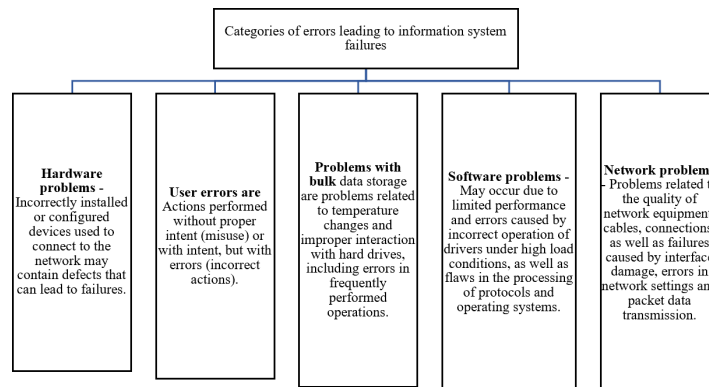 Categories of errors leading to information system
failures
Hardware
problems -
Incorrectly installed
or configured
devices used to
connect to the
network may
contain defects that
can lead to failures.
User errors are
Actions performed
without proper
intent (misuse) or
with intent, but with
errors (incorrect
actions).
Problems with
bulk data storage
are problems related
to temperature
changes and
improper interaction
with hard drives,
including errors in
frequently
performed
operations.
Software problems -
May occur due to
limited performance
and errors caused by
incorrect operation of
drivers under high load
conditions, as well as
flaws in the processing
of protocols and
operating systems.
Network problem
- Problems related t
the quality of
network equipment
cables, connections
as well as failures
caused by interface
damage, errors in
network settings an
packet data
transmission.